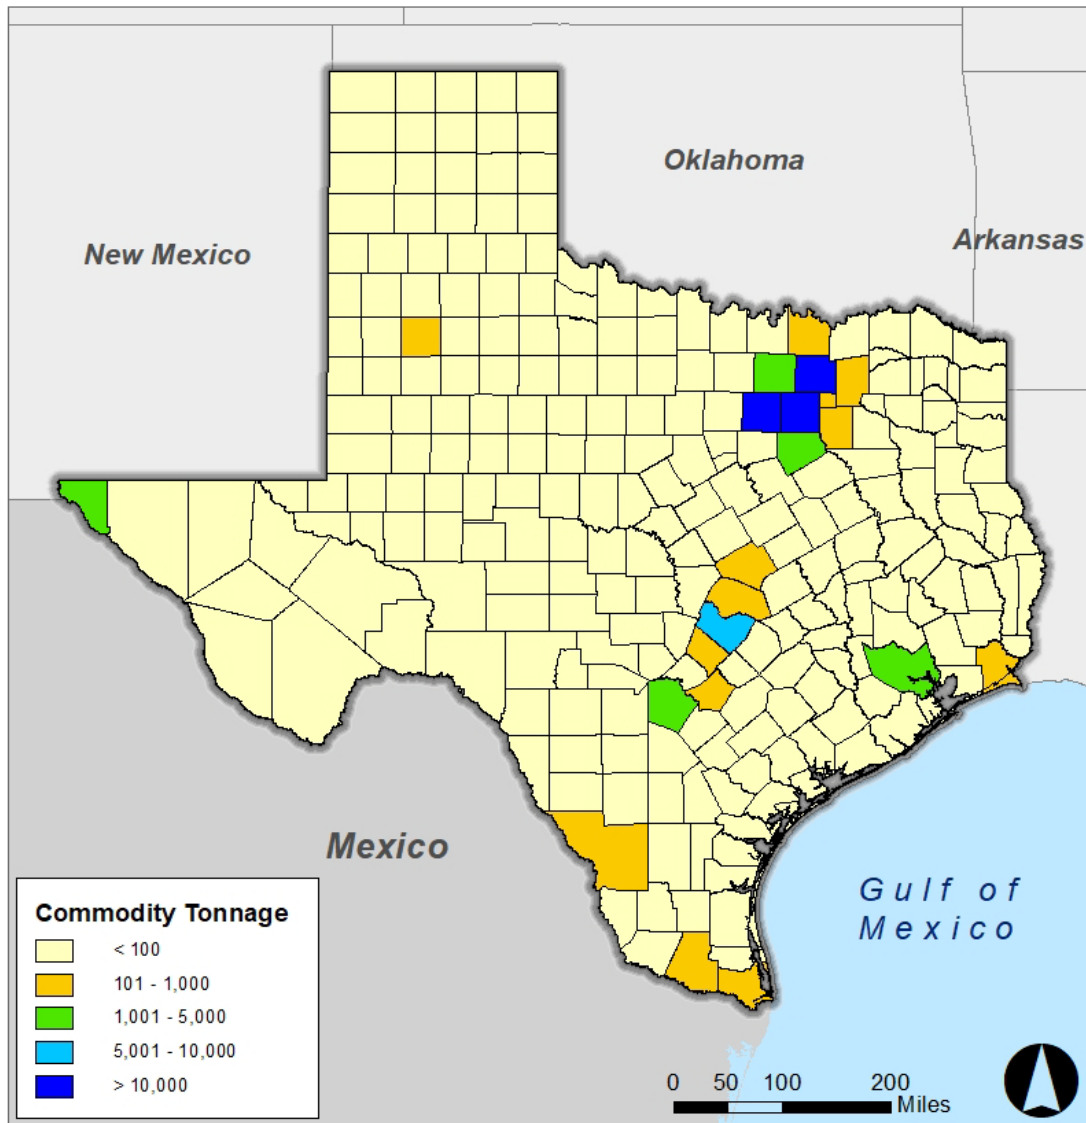 Oklahoma
New Mexico
Arkansas
Mexico
Gulf of
Mexico
Commodity Tonnage
< 100
101 - 1,000
1,001 - 5,000
5,001 - 10,000
> 10,000
0 50 100 200
Miles